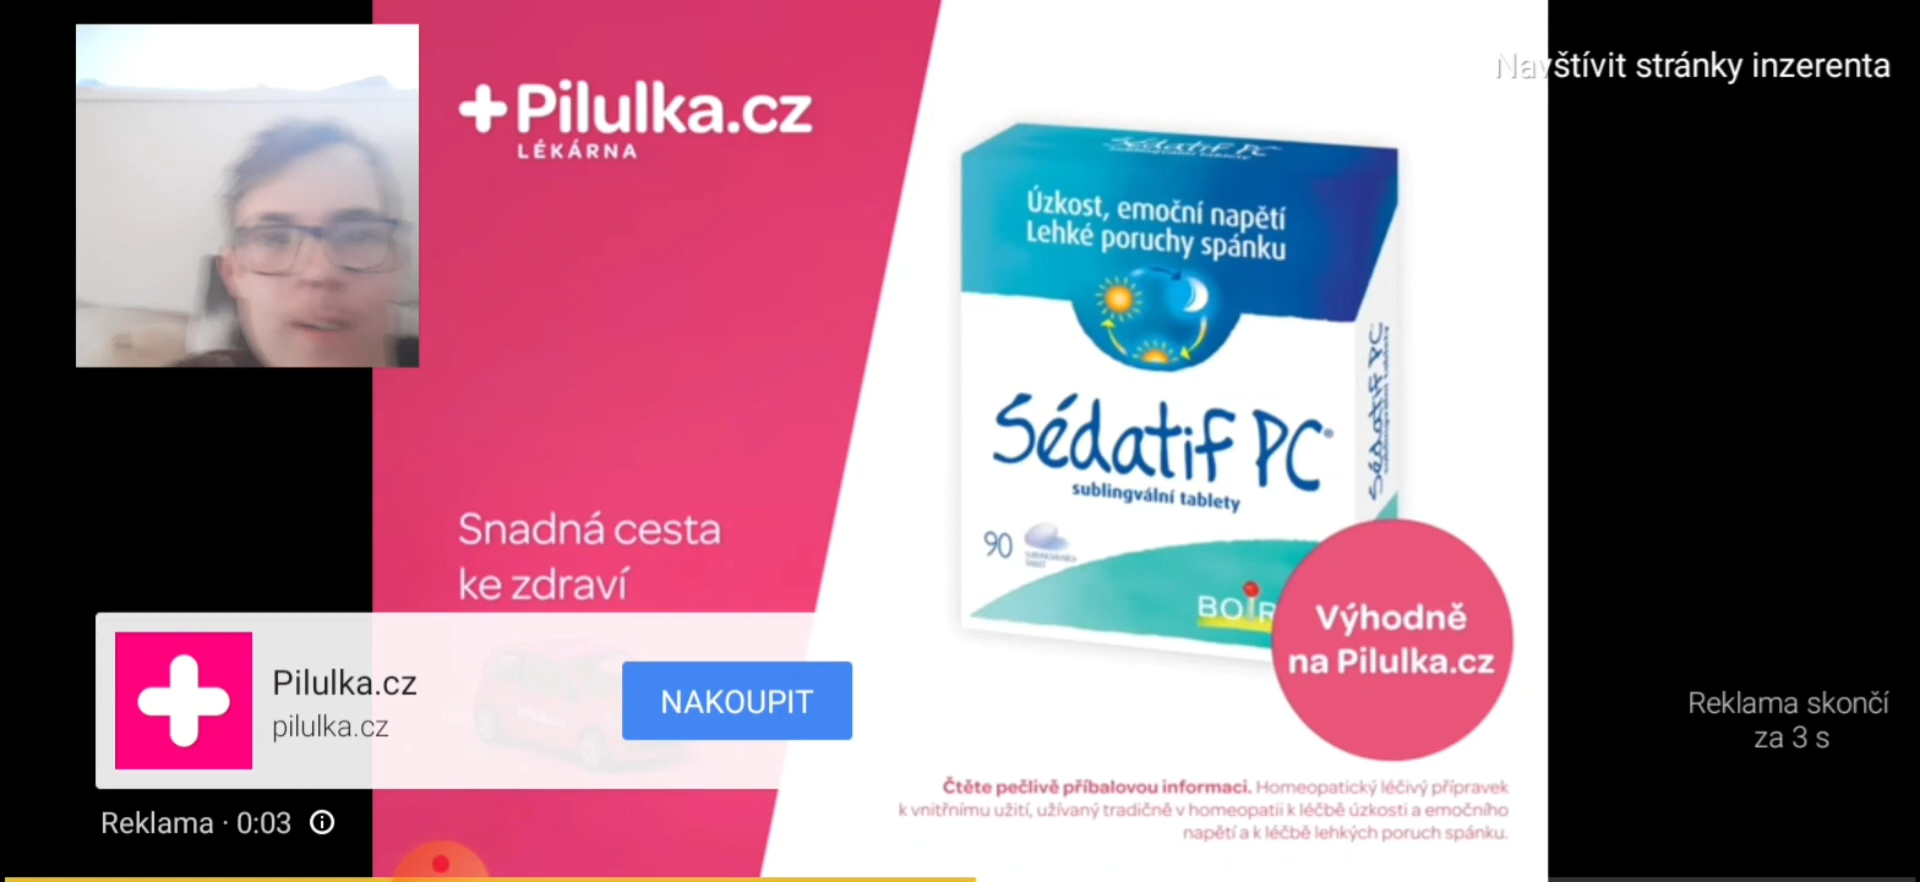 Navštívit stránky inzerenta
Pilulka.cz
LÉKÁRNA
Sédatif PC
Úzkost, emoční napětí
Lehké poruchy spánku
Sédatif PC
Sédatif PC
sublingvální tablety
90
BOIR
Snadná cesta
ke zdraví
Výhodně
na Pilulka.cz
Pilulka.cz
pilulka.cz
NAKOUPIT
Reklama skončí
za 3 s
Čtěte pečlivě příbalovou informaci. Homeopatický léčivý přípravek
k vnitřnímu užití, užívaný tradičně v homeopatii k léčbě úzkosti a emočního
napětí a k léčbě lehkých poruch spánku.
Reklama · 0:03